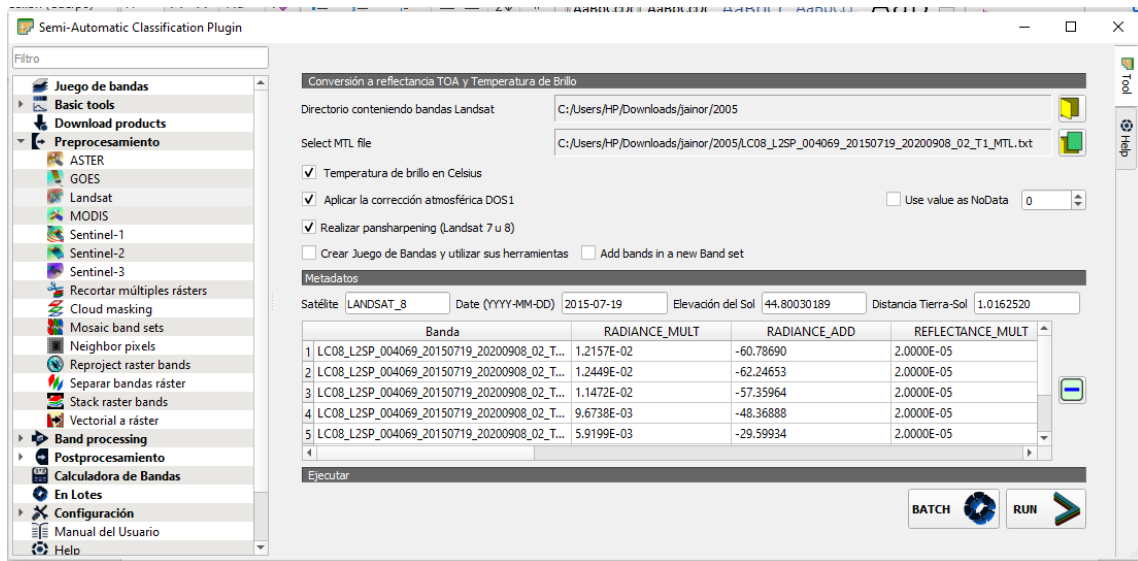 Semi-Automatic Classification Plugin
Filtro
Juego de bandas
Basic tools
Download products
Preprocesamiento
ASTER
GOES
Landsat
MODIS
Sentinel-1
Sentinel-2
Sentinel-3
Recortar múltiples rásters
Cloud masking
Mosaic band sets
Neighbor pixels
Reproject raster bands
Separar bandas ráster
Stack raster bands
Vectorial a ráster
Band processing
Postprocesamiento
Calculadora de Bandas
En Lotes
Configuración
Manual del Usuario
Help
Conversión a reflectancia TOA y Temperatura de Brillo
Directorio conteniendo bandas Landsat C:/Users/HP/Downloads/jainor/2005
Select MTL file C:/Users/HP/Downloads/jainor/2005/LC08_L2SP_004069_20150719_20200908_02_T1_MTL.txt
Temperatura de brillo en Celsius
Aplicar la corrección atmosférica DOS1 Use value as NoData 0
Realizar pansharpening (Landsat 7 u 8)
Crear Juego de Bandas y utilizar sus herramientas Add bands in a new Band set
Metadatos
Satélite LANDSAT_8 Date (YYYY-MM-DD) 2015-07-19 Elevación del Sol 44.80030189 Distancia Tierra-Sol 1.0162520
Banda RADIANCE_MULT RADIANCE_ADD REFLECTANCE_MULT
1 LC08_L2SP_004069_20150719_20200908_02_T... 1.2157E-02 -60.78690 2.0000E-05
2 LC08_L2SP_004069_20150719_20200908_02_T... 1.2449E-02 -62.24653 2.0000E-05
3 LC08_L2SP_004069_20150719_20200908_02_T... 1.1472E-02 -57.35964 2.0000E-05
4 LC08_L2SP_004069_20150719_20200908_02_T... 9.6738E-03 -48.36888 2.0000E-05
5 LC08_L2SP_004069_20150719_20200908_02_T... 5.9199E-03 -29.59934 2.0000E-05
Ejecutar
BATCH RUN
Tool
Help